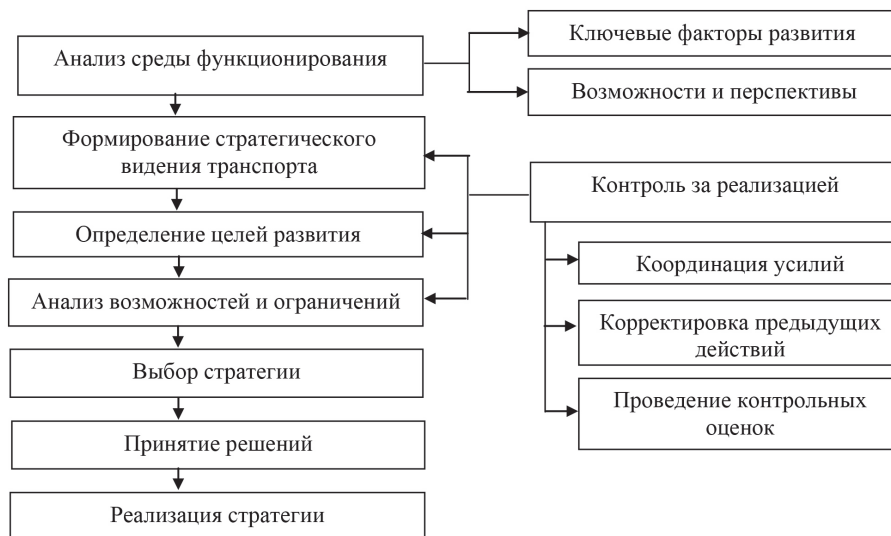 Анализ среды функционирования
Ключевые факторы развития
Возможности и перспективы
Формирование стратегического
видения транспорта
Определение целей развития
Анализ возможностей и ограничений
Выбор стратегии
Принятие решений
Реализация стратегии
Контроль за реализацией
Координация усилий
Корректировка предыдущих
действий
Проведение контрольных
оценок